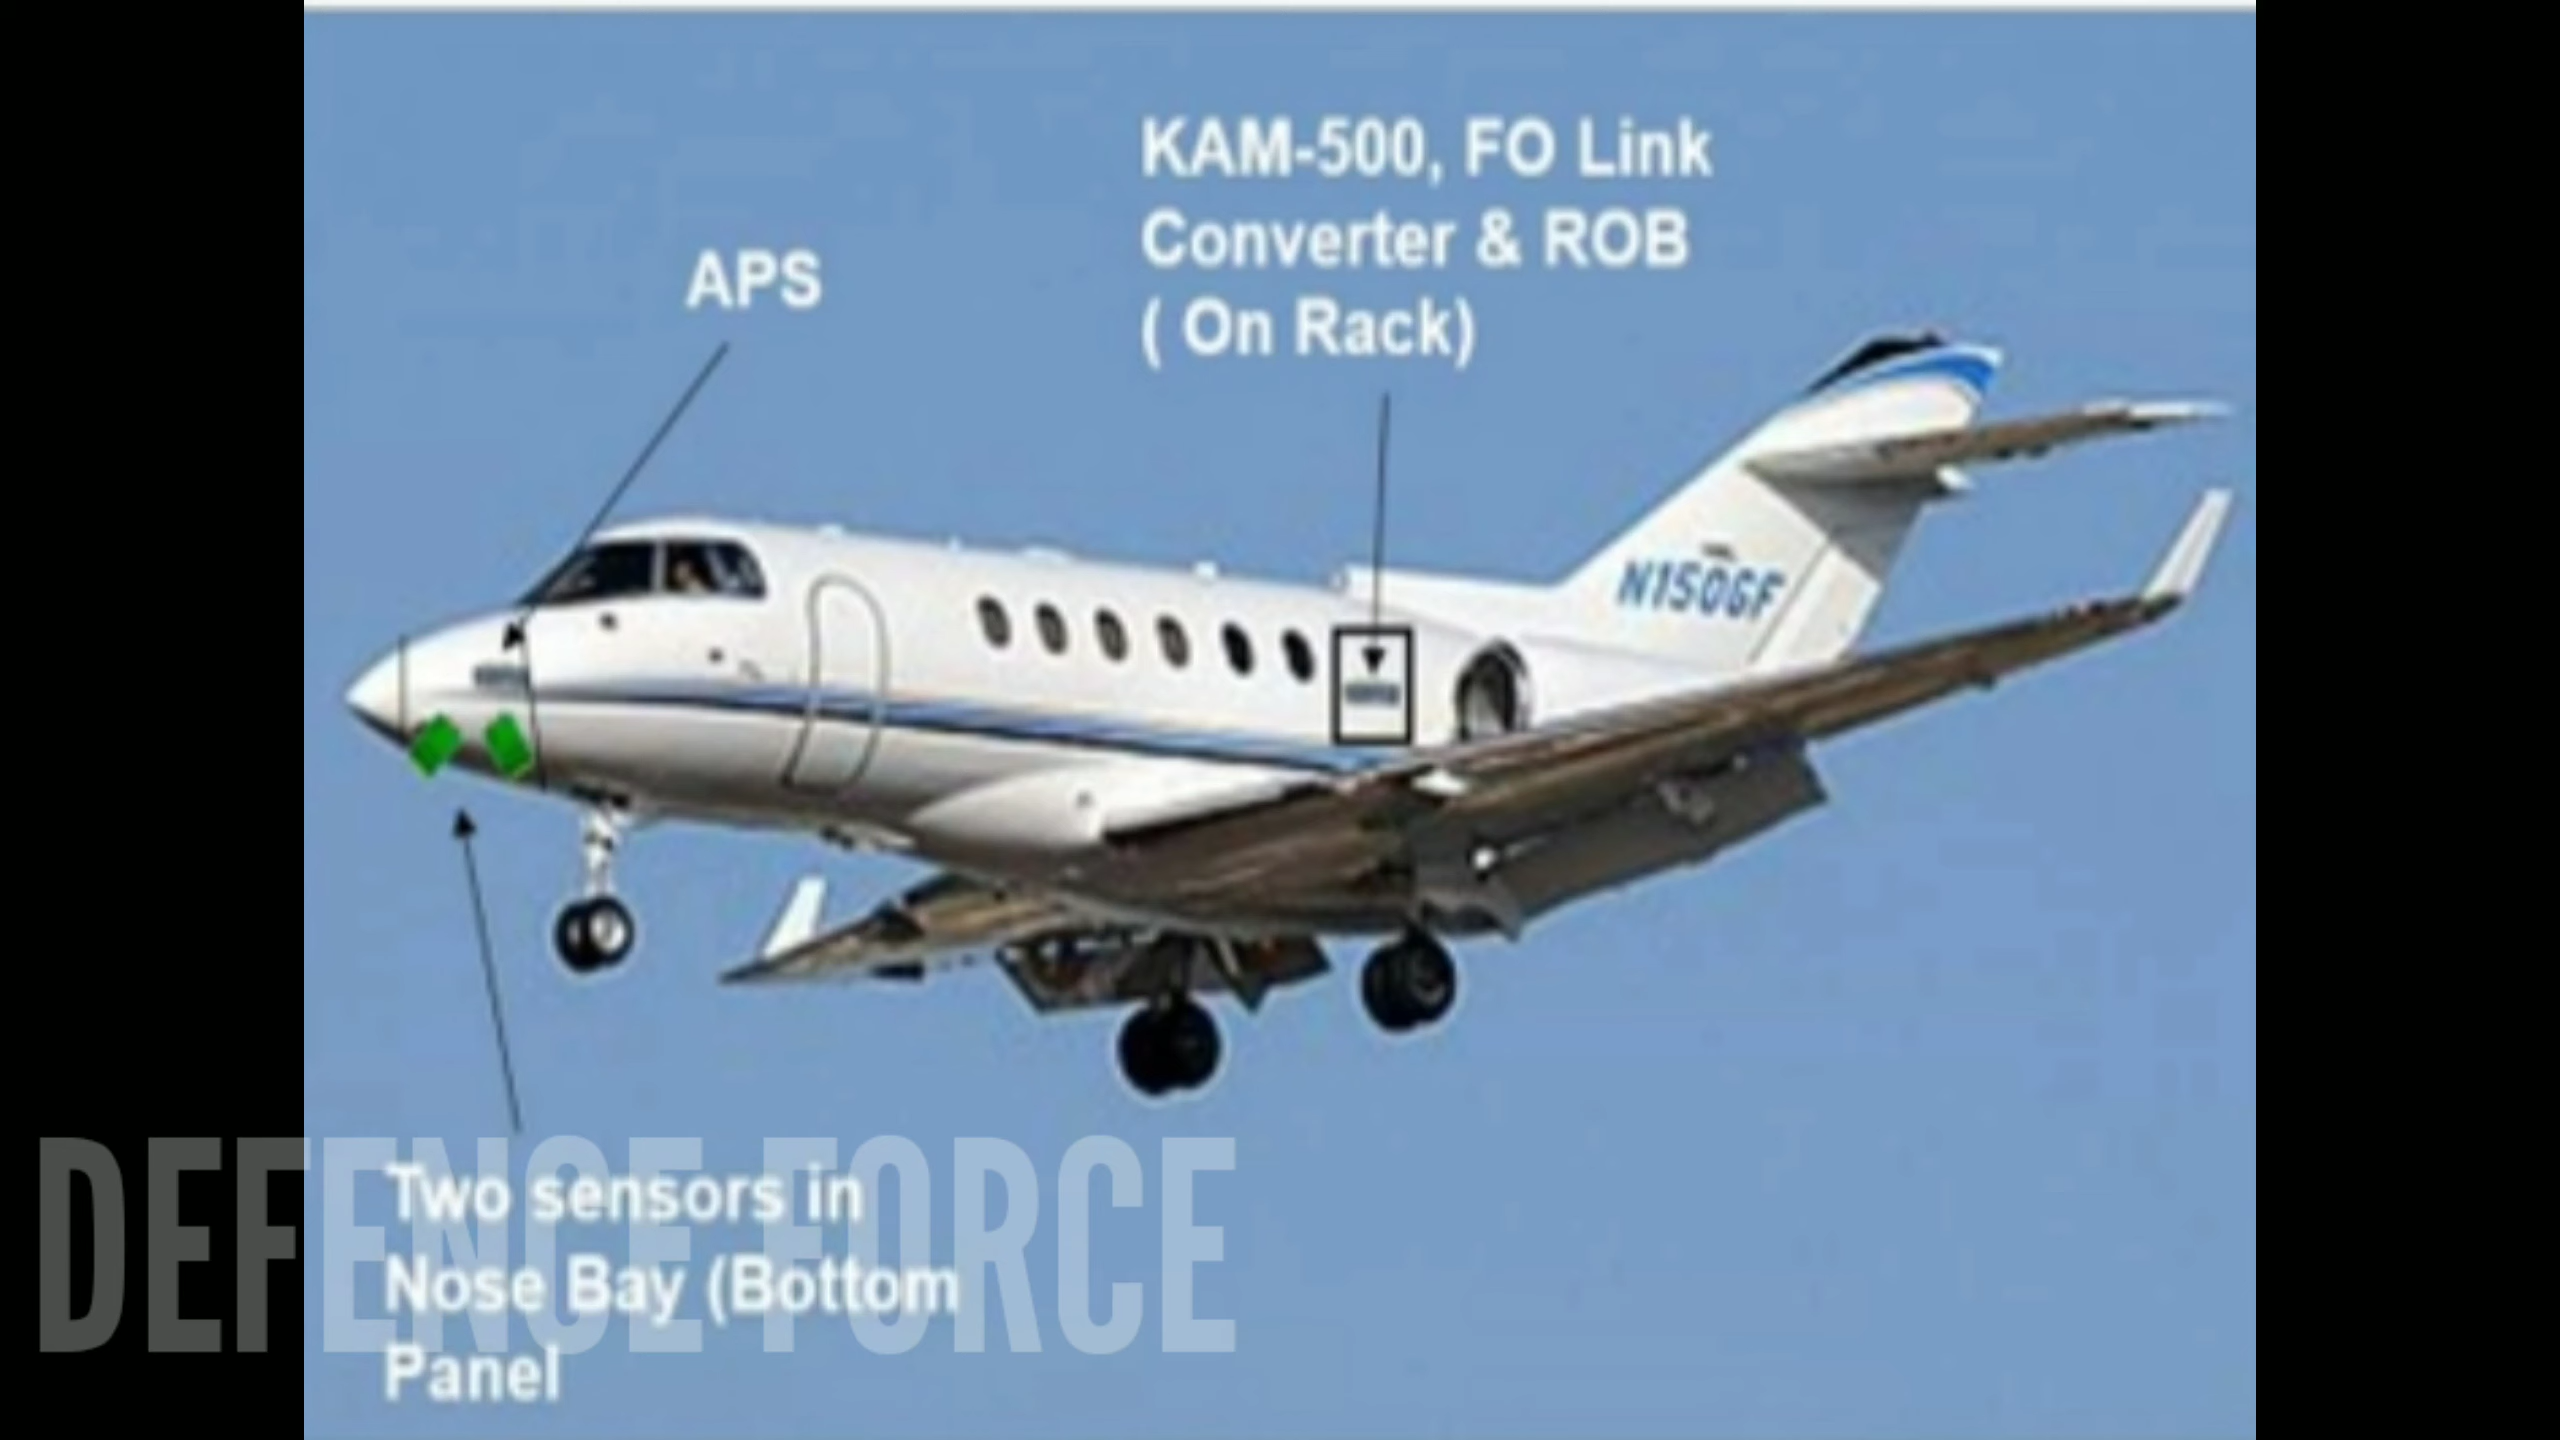 KAM-500, FO Link
Converter & ROB
( On Rack)
APS
N150GF
Two sensors in
Nose Bay (Bottom
Panel
DEFENCE FORCE